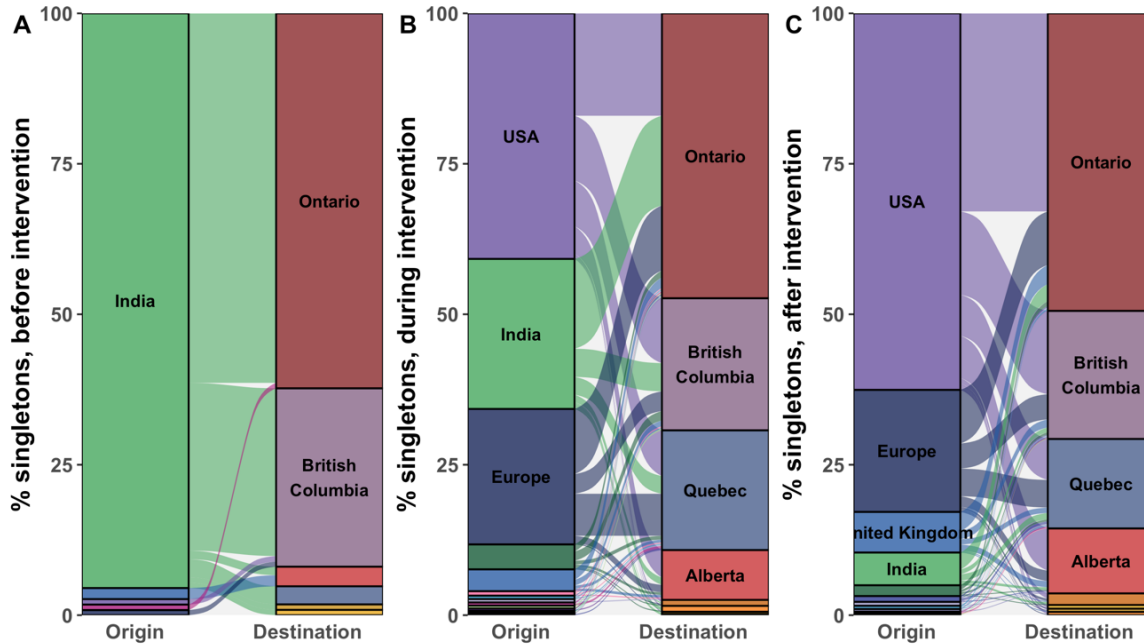 A
% singletons, before intervention
100
75
50
25
0
India
Ontario
British
Columbia
Origin
Destination
B
% singletons, during intervention
100
75
50
25
0
USA
India
Europe
Ontario
British
Columbia
Quebec
Alberta
Origin
Destination
C
% singletons, after intervention
100
75
50
25
0
USA
Europe
nited Kingdom
India
Ontario
British
Columbia
Quebec
Alberta
Origin
Destination